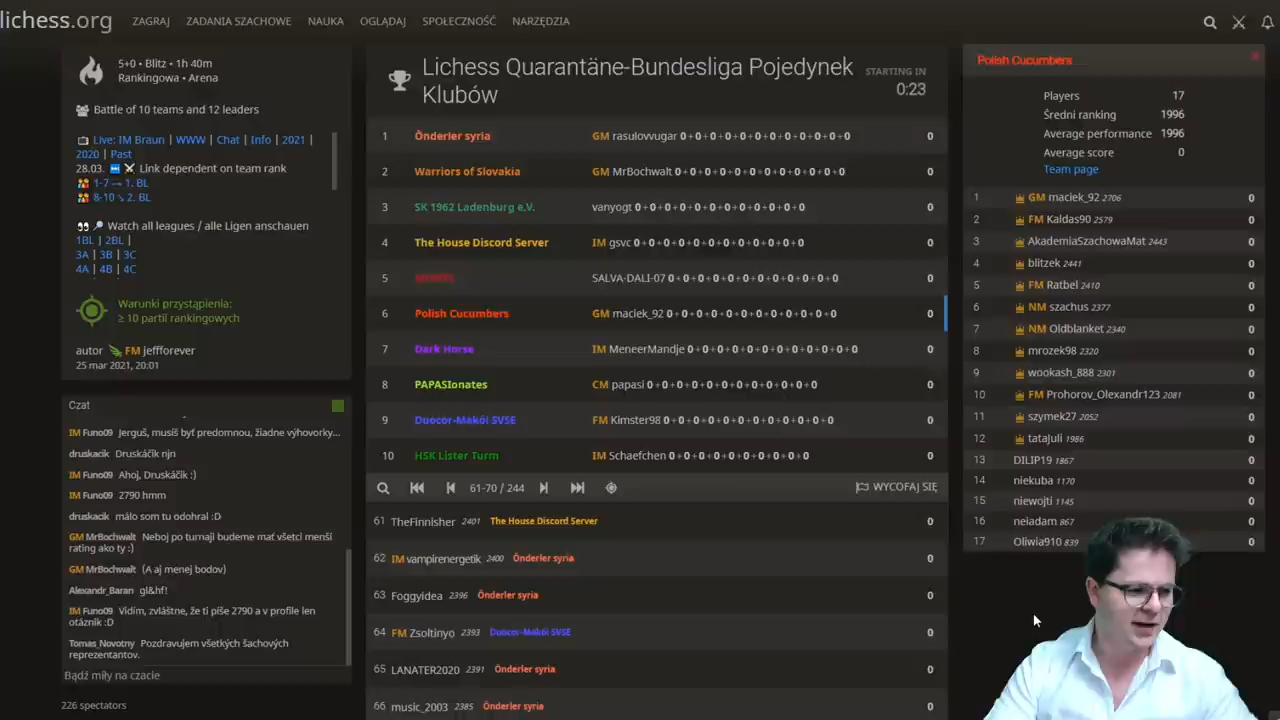 lichess.org ZAGRAJ ZADANIA SZACHOWE NAUKA OGLĄDAJ SPOŁECZNOŚĆ NARZĘDZIA
5+0 • Blitz • 1h 40m
Rankingowa • Arena
Battle of 10 teams and 12 leaders
Live: IM Braun | WWW | Chat | Info | 2021 |
2020 | Past
28.03. Link dependent on team rank
1-7 → 1. BL
8-10 ↘ 2. BL
Watch all leagues / alle Ligen anschauen
1BL | 2BL |
3A | 3B | 3C
4A | 4B | 4C
Warunki przystąpienia:
≥ 10 partii rankingowych
autor FM jeffforever
25 mar 2021, 20:01
Czat
IM Funo09 Jerguš, musíš byť predomnou, žiadne výhovorky...
druskacik Druskáčik njn
IM Funo09 Ahoj, Druskáčik :)
IM Funo09 2790 hmm
druskacik málo som tu odohral :D
GM MrBochwalt Neboj po turnaji budeme mať všetci menší
rating ako ty :)
GM MrBochwalt (A aj menej bodov)
Alexandr_Baran gl&hf!
IM Funo09 Vidím, zvláštne, že ti píše 2790 a v profile len
otáznik :D
Tomas_Novotny Pozdravujem všetkých šachových
reprezentantov.
Bądź miły na czacie
226 spectators
Lichess Quarantäne-Bundesliga Pojedynek
Klubów
STARTING IN
0:23
1 Önderler syria GM rasulovvugar 0+0+0+0+0+0+0+0+0+0 0
2 Warriors of Slovakia GM MrBochwalt 0+0+0+0+0+0+0+0+0+0 0
3 SK 1962 Ladenburg e.V. vanyogt 0+0+0+0+0+0+0+0+0+0 0
4 The House Discord Server IM gsvc 0+0+0+0+0+0+0+0+0+0 0
5 SALVA-DALI-07 0+0+0+0+0+0+0+0+0+0 0
6 Polish Cucumbers GM maciek_92 0+0+0+0+0+0+0+0+0+0 0
7 Dark Horse IM MeneerMandje 0+0+0+0+0+0+0+0+0+0 0
8 PAPASIonates CM papasi 0+0+0+0+0+0+0+0+0+0 0
9 Duocor-Makói SVSE FM Kimster98 0+0+0+0+0+0+0+0+0+0 0
10 HSK Lister Turm IM Schaefchen 0+0+0+0+0+0+0+0+0+0 0
61-70 / 244 WYCOFAJ SIĘ
61 TheFinnisher 2401 The House Discord Server 0
62 IM vampirenergetik 2400 Önderler syria 0
63 Foggyidea 2396 Önderler syria 0
64 FM Zsoltinyo 2393 Duocor-Makói SVSE 0
65 LANATER2020 2391 Önderler syria 0
66 music_2003 2385 Önderler syria 0
Polish Cucumbers
Players 17
Średni ranking 1996
Average performance 1996
Average score 0
Team page
1 GM maciek_92 2706 0
2 FM Kaldas90 2579 0
3 AkademiaSzachowaMat 2443 0
4 blitzek 2441 0
5 FM Ratbel 2410 0
6 NM szachus 2377 0
7 NM Oldblanket 2340 0
8 mrozek98 2320 0
9 wookash_888 2301 0
10 FM Prohorov_Olexandr123 2081 0
11 szymek27 2052 0
12 tataJuli 1986 0
13 DILIP19 1867 0
14 niekuba 1170 0
15 niewojti 1145 0
16 neiadam 867 0
17 Oliwia910 839 0